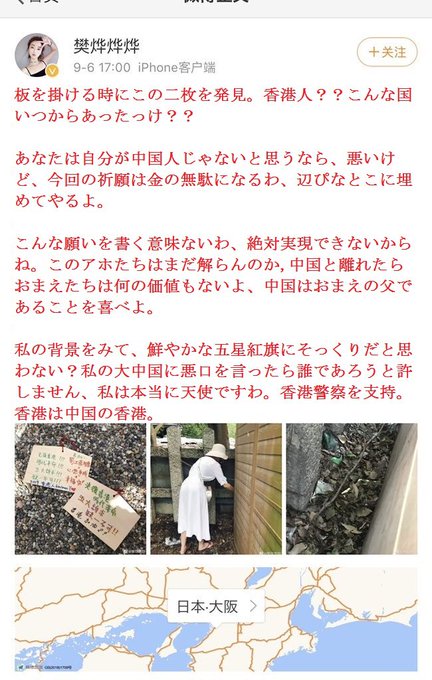 樊烨烨烨
9-6 17:00 iPhone客户端
+关注
板を掛ける時にこの二枚を発見。香港人？？こんな国
いつからあったっけ？？
あなたは自分が中国人じゃないと思うなら、悪いけ
ど、今回の祈願は金の無駄になるわ、辺ぴなとこに埋
めてやるよ。
こんな願いを書く意味ないわ、絶対実現できないから
ね。このアホたちはまだ解らんのか,中国と離れたら
おまえたちは何の価値もないよ、中国はおまえの父で
あることを喜べよ。
私の背景をみて、鮮やかな五星紅旗にそっくりだと思
わない？私の大中国に悪口を言ったら誰であろうと許
しません、私は本当に天使ですわ。香港警察を支持。
香港は中国の香港。
日本·大阪